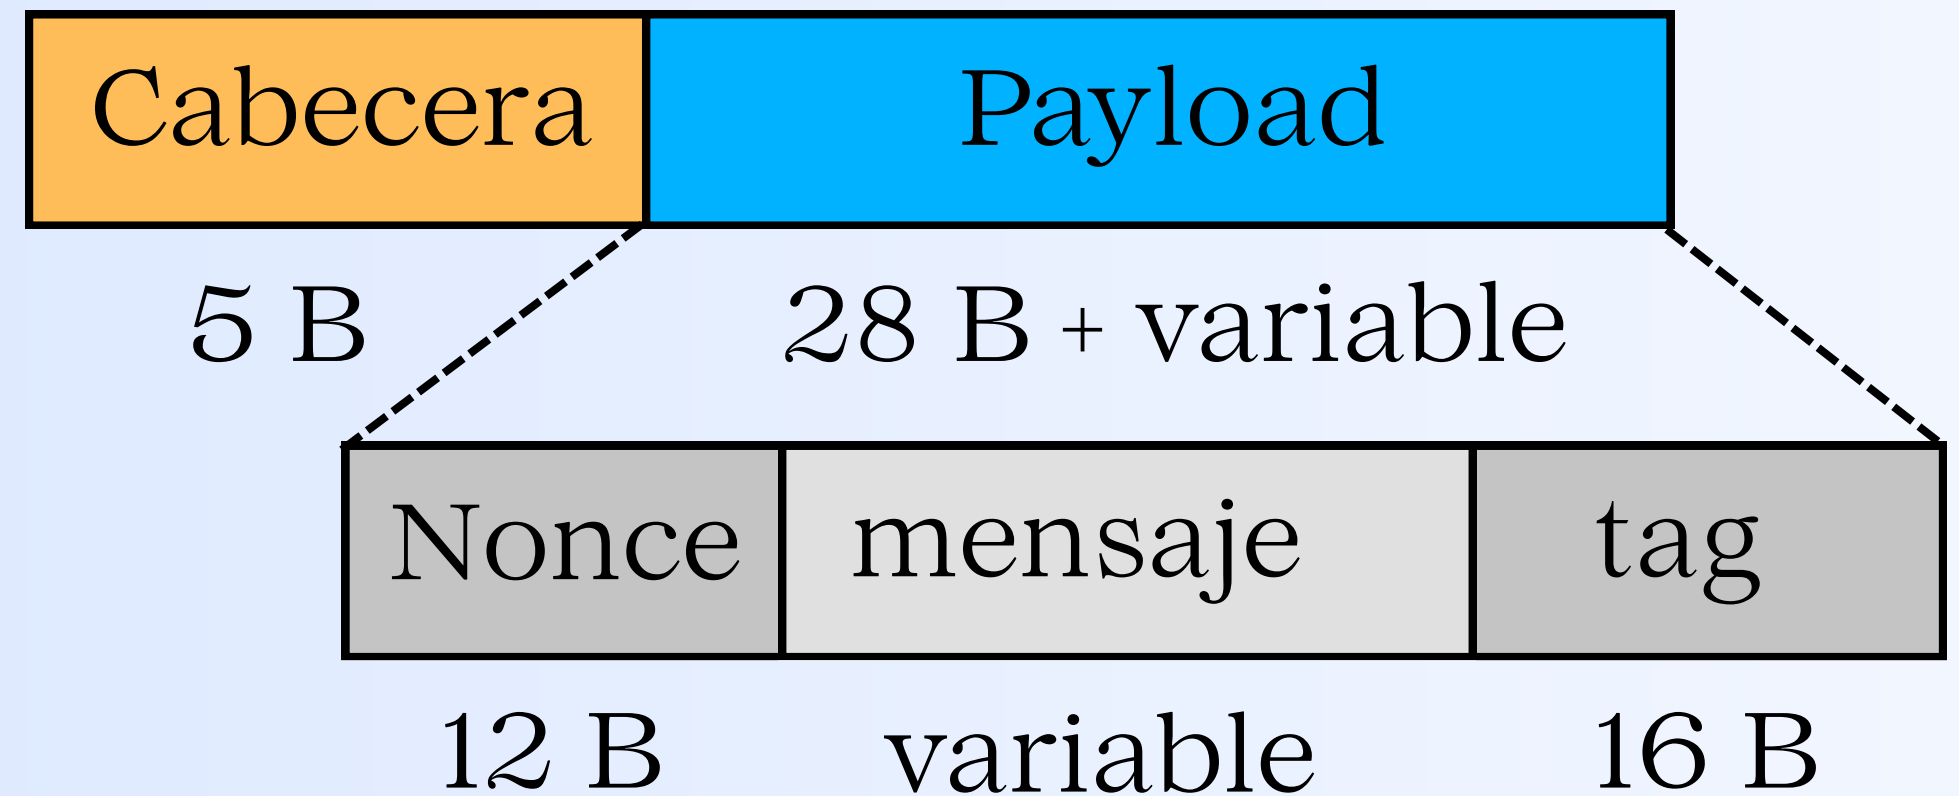 Cabecera Payload
5 B 28 B + variable
Nonce mensaje tag
12 B variable 16 B